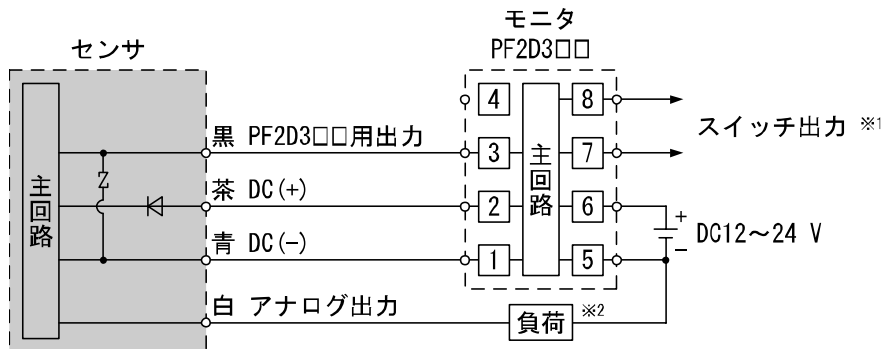 モニタ
PF2D3□□
センサ
主回路
黒 PF2D3□□用出力
茶 DC(+)
青 DC(-)
白 アナログ出力
4
3
2
1
主回路
8
7
6
5
スイッチ出力 ※1
+
-
DC12～24 V
負荷 ※2